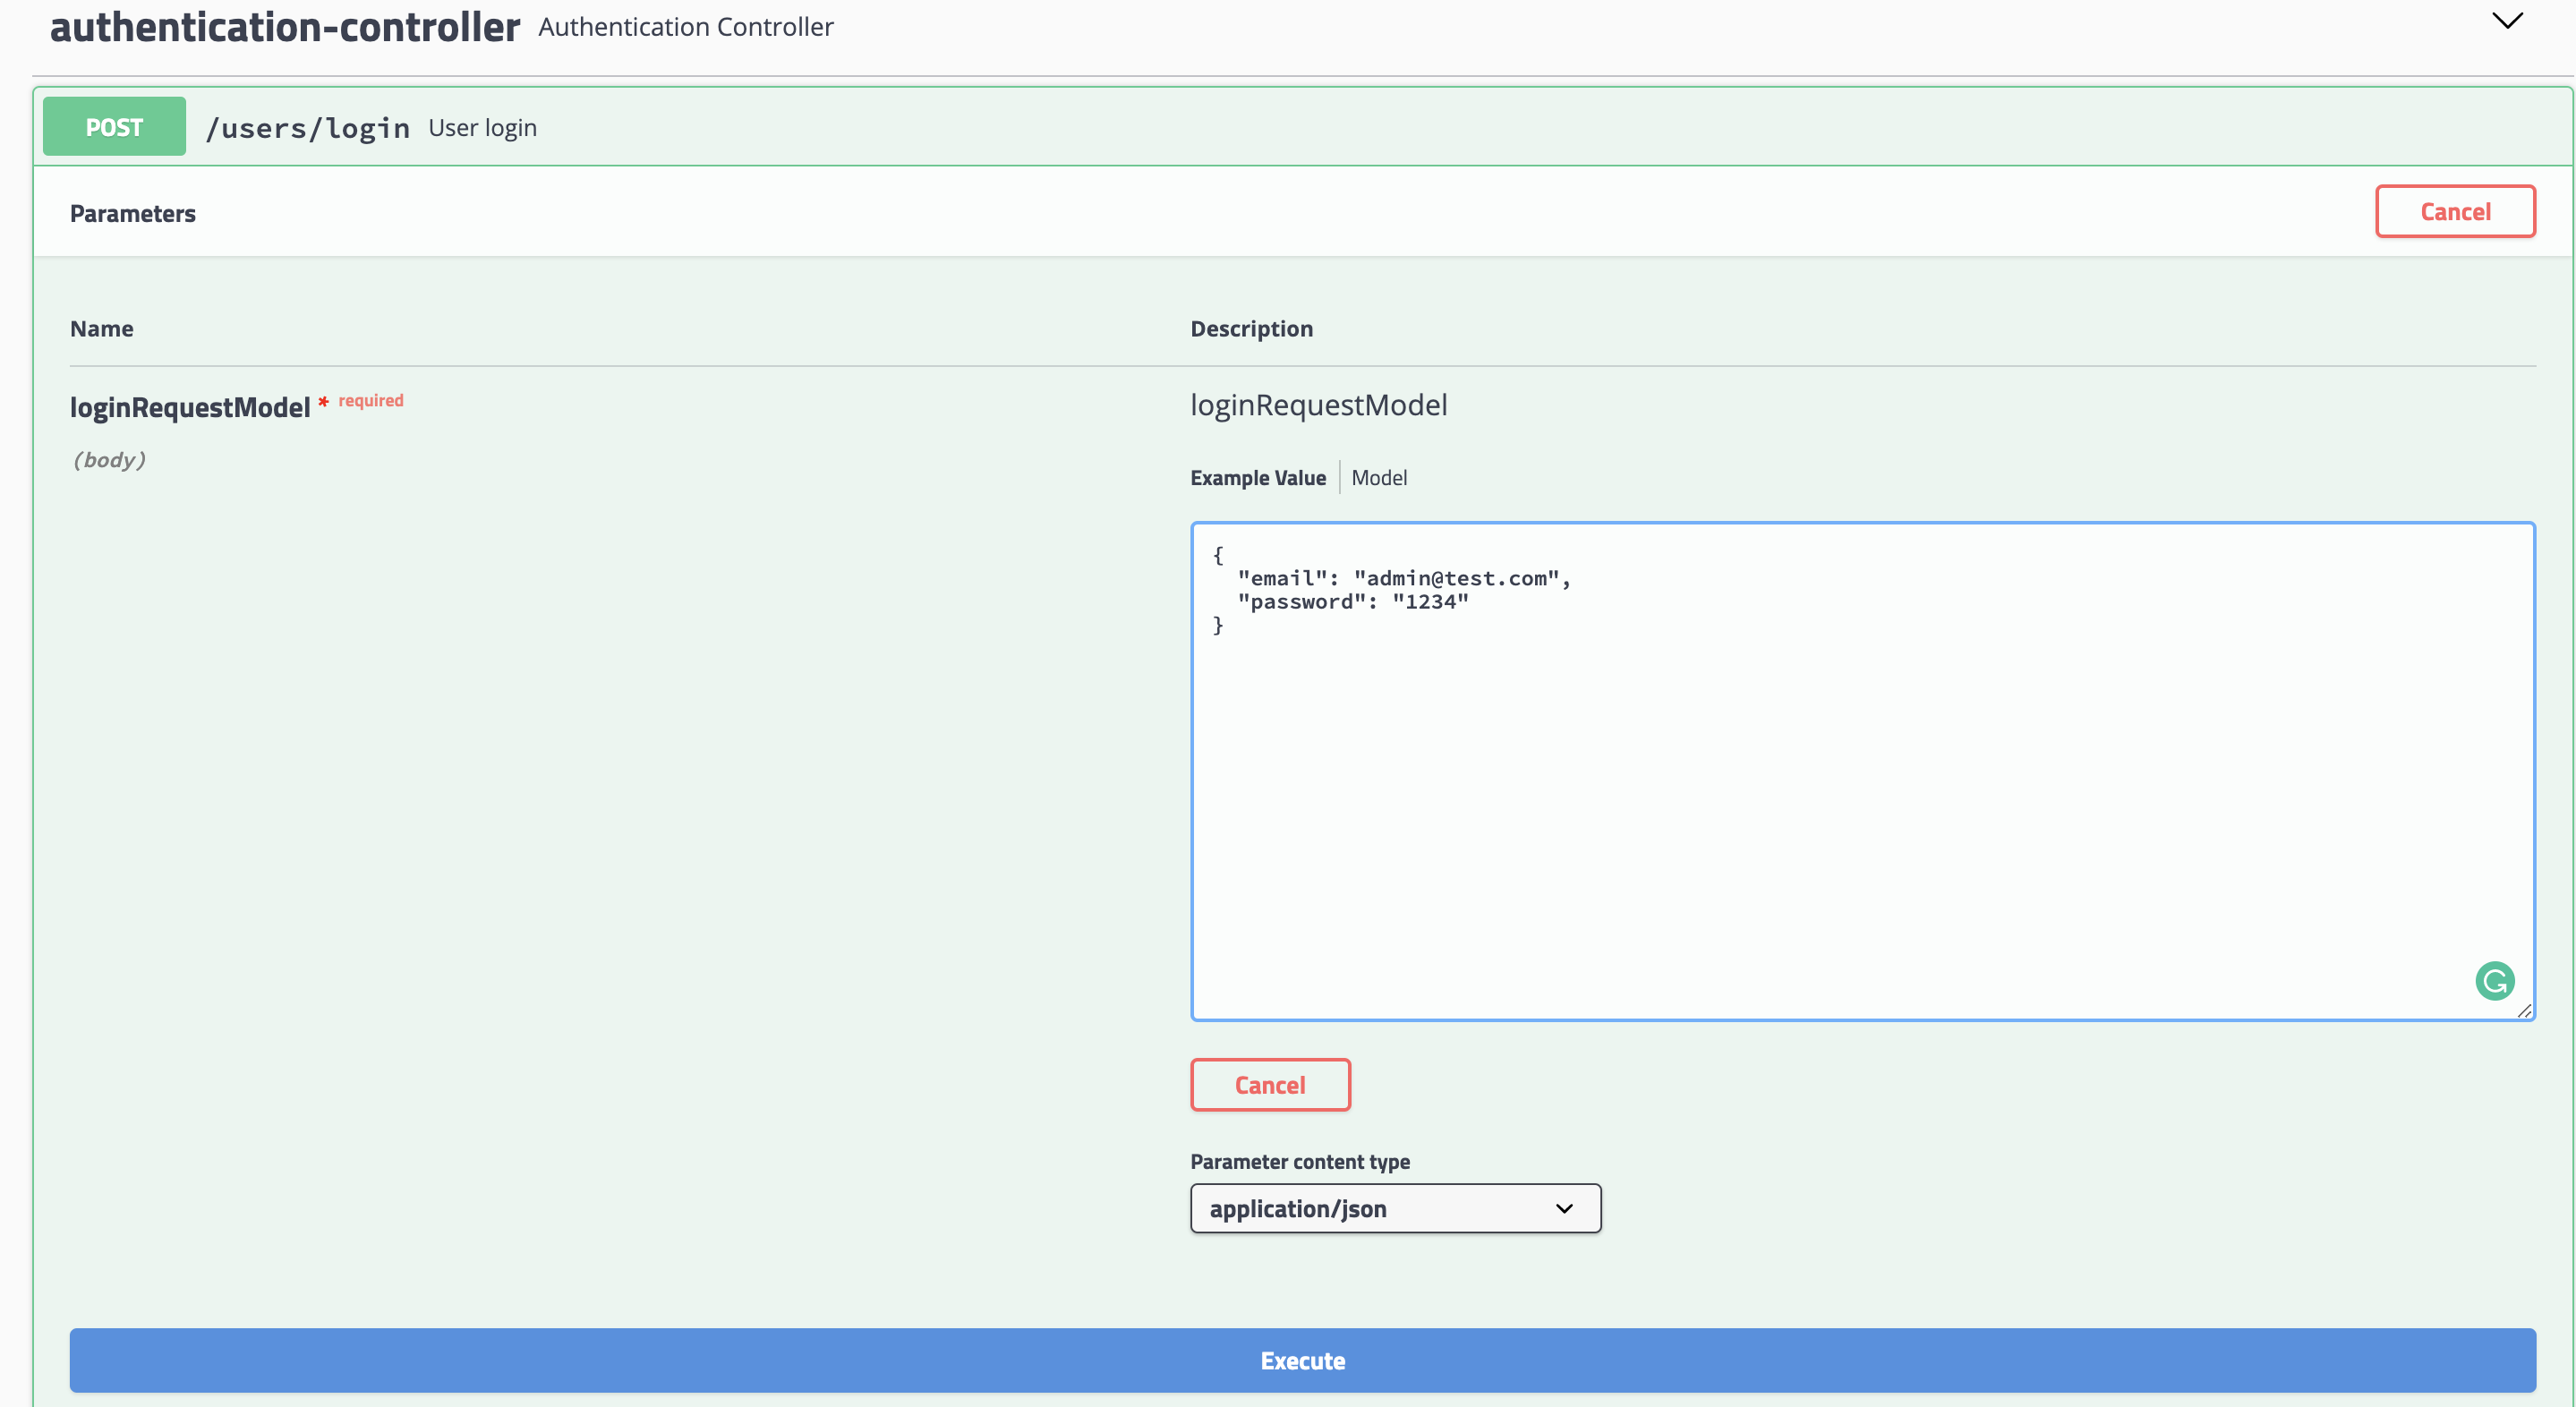 authentication-controller Authentication Controller
POST /users/login User login
Parameters Cancel
Name Description
loginRequestModel * required loginRequestModel
(body)
Example Value Model
{
"email": "admin@test.com",
"password": "1234"
}
Cancel
Parameter content type
application/json
Execute